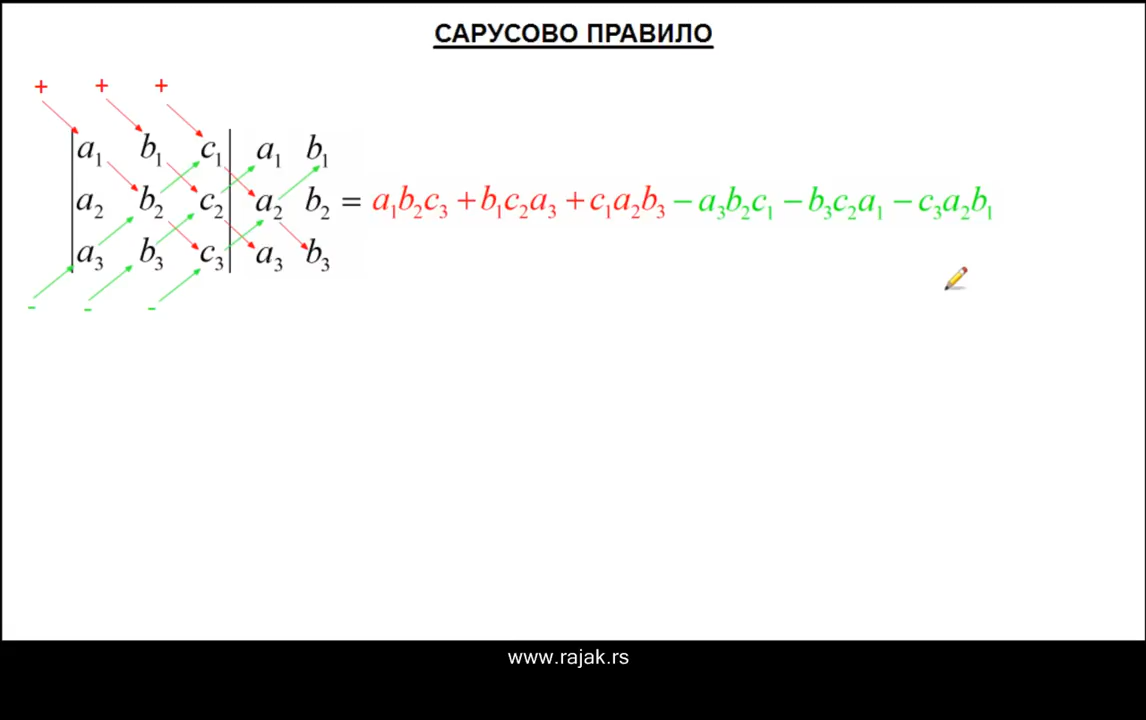 САРУСОВО ПРАВИЛО
+ + +
a₁ b₁ c₁ a₁ b₁
a₂ b₂ c₂ a₂ b₂ = a₁b₂c₃ + b₁c₂a₃ + c₁a₂b₃ − a₃b₂c₁ − b₃c₂a₁ − c₃a₂b₁
a₃ b₃ c₃ a₃ b₃
- - -
www.rajak.rs